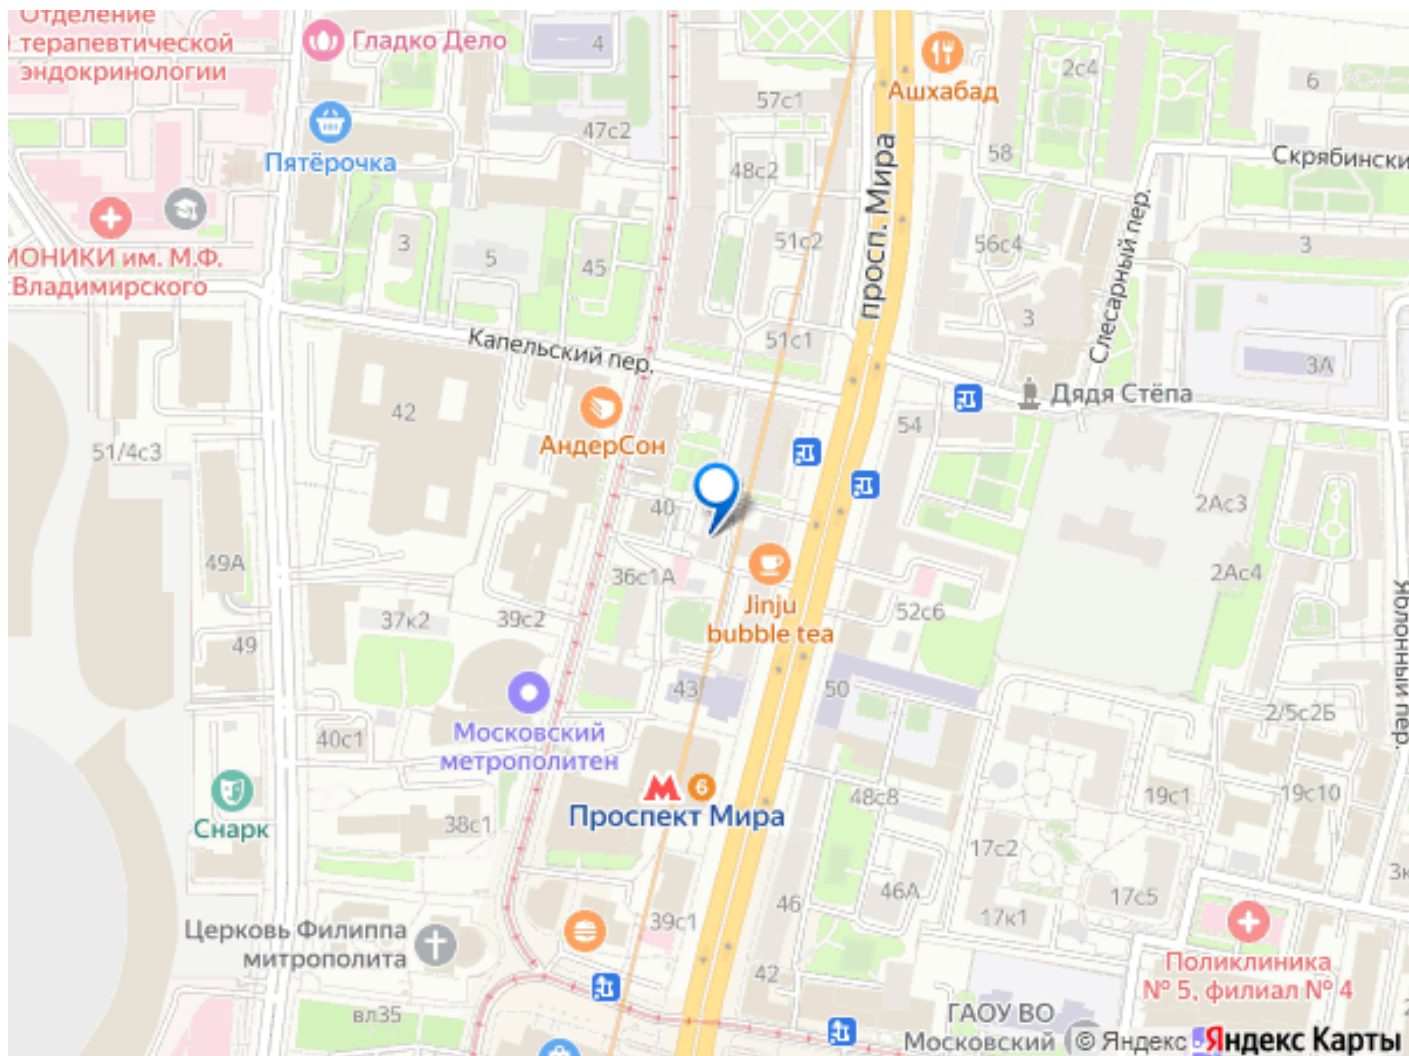 Отделение
терапевтической
эндокринологии
Гладко Дело
4
Ашхабад
2с4
6
57с1
47с2
Пятёрочка
48с2
58
просп. Мира
Скрябински
МОНИКИ им. М.Ф.
Владимирского
3
5
45
51с2
56с4
3
Слесарный пер.
3
Капельский пер.
51с1
3А
Дядя Стёпа
42
АндерСон
54
51/4с3
40
2Ас3
49А
36с1А
Jinju
bubble tea
52с6
2Ас4
37к2
39с2
49
43
50
Яблонный пер.
2/5с2Б
Московский
метрополитен
40с1
6
Проспект Мира
48с8
19с1
19с10
Снарк
38с1
17с2
46А
17с5
3к
46
39с1
17к1
Церковь Филиппа
митрополита
42
Поликлиника
№ 5, филиал № 4
вл35
ГАОУ ВО
Московский
© Яндекс
Яндекс Карты